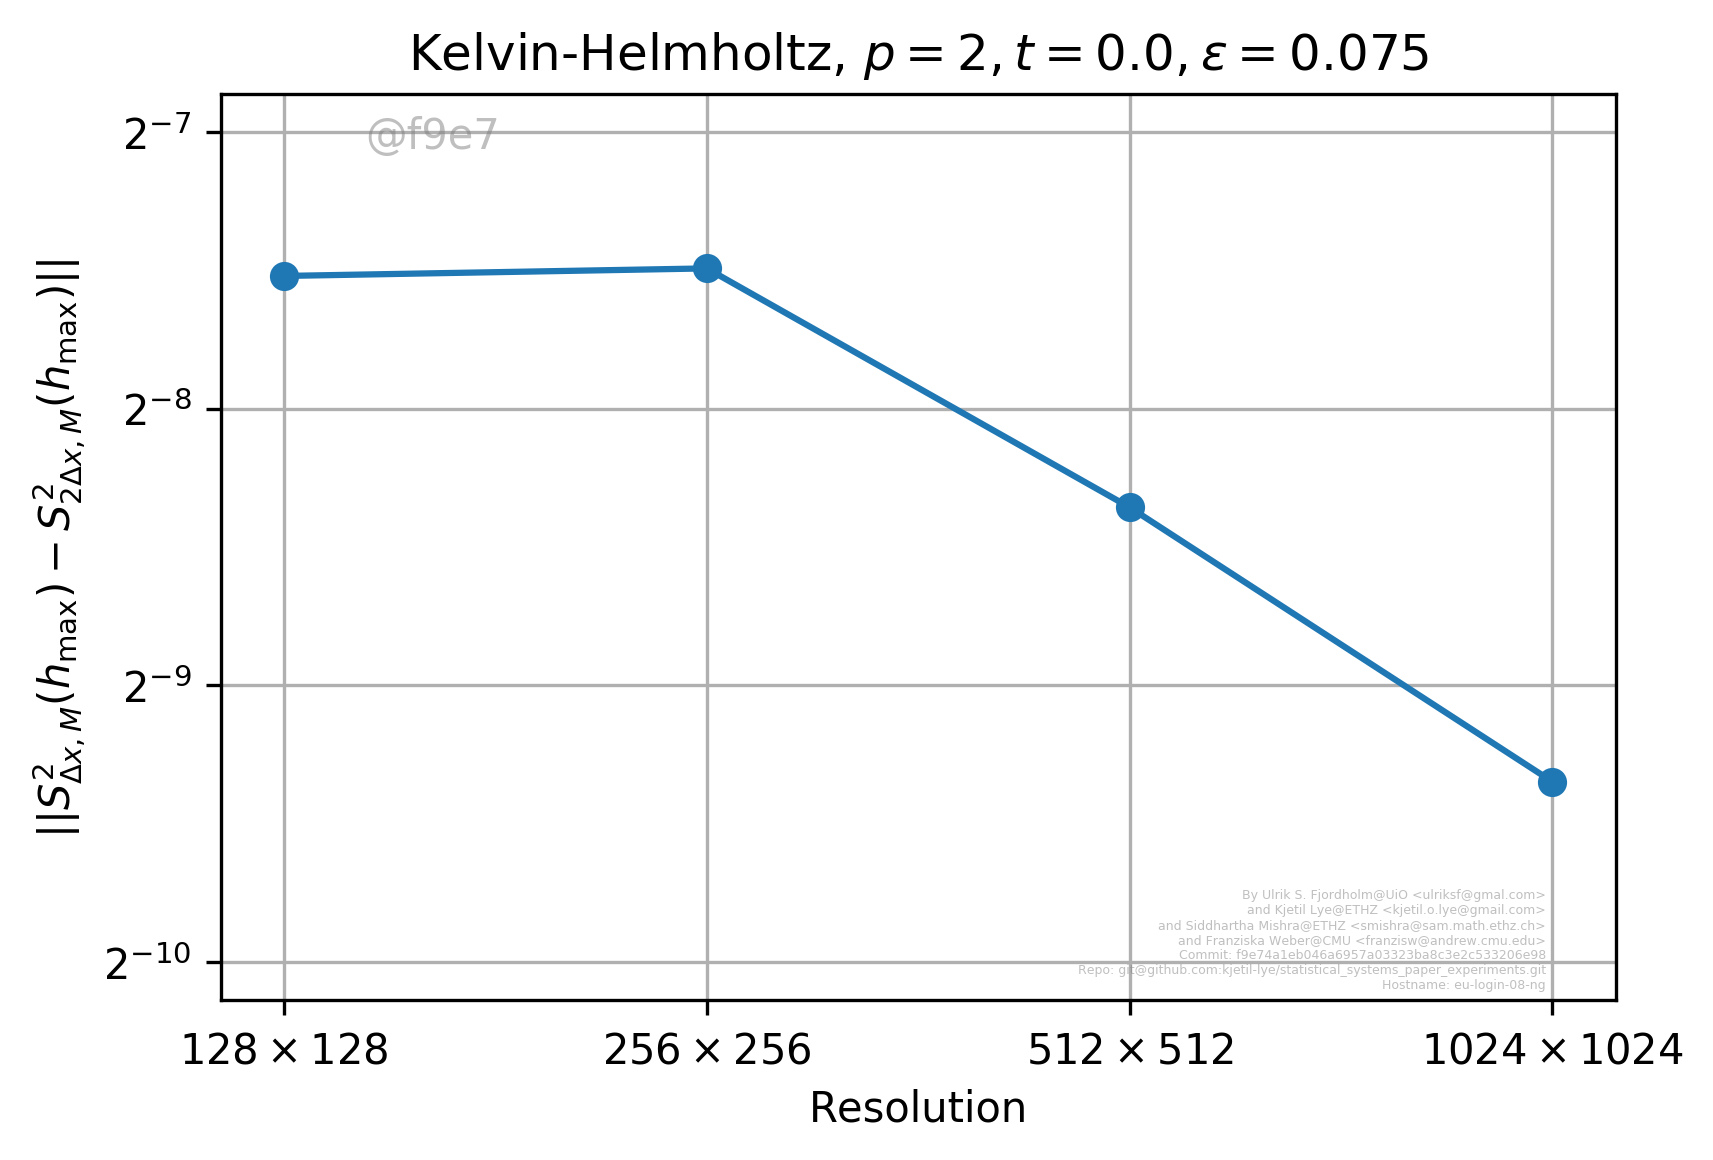 Kelvin-Helmholtz, p = 2, t = 0.0, ε = 0.075
@f9e7
2⁻⁷
2⁻⁸
2⁻⁹
2⁻¹⁰
||S²_{Δx, M}(h_max) − S²_{2Δx, M}(h_max)||
By Ulrik S. Fjordholm@UiO <ulriksf@gmal.com>
and Kjetil Lye@ETHZ <kjetil.o.lye@gmail.com>
and Siddhartha Mishra@ETHZ <smishra@sam.math.ethz.ch>
and Franziska Weber@CMU <franzisw@andrew.cmu.edu>
Commit: f9e74a1eb046a6957a03323ba8c3e2c533206e98
Repo: git@github.com:kjetil-lye/statistical_systems_paper_experiments.git
Hostname: eu-login-08-ng
128 × 128 256 × 256 512 × 512 1024 × 1024
Resolution